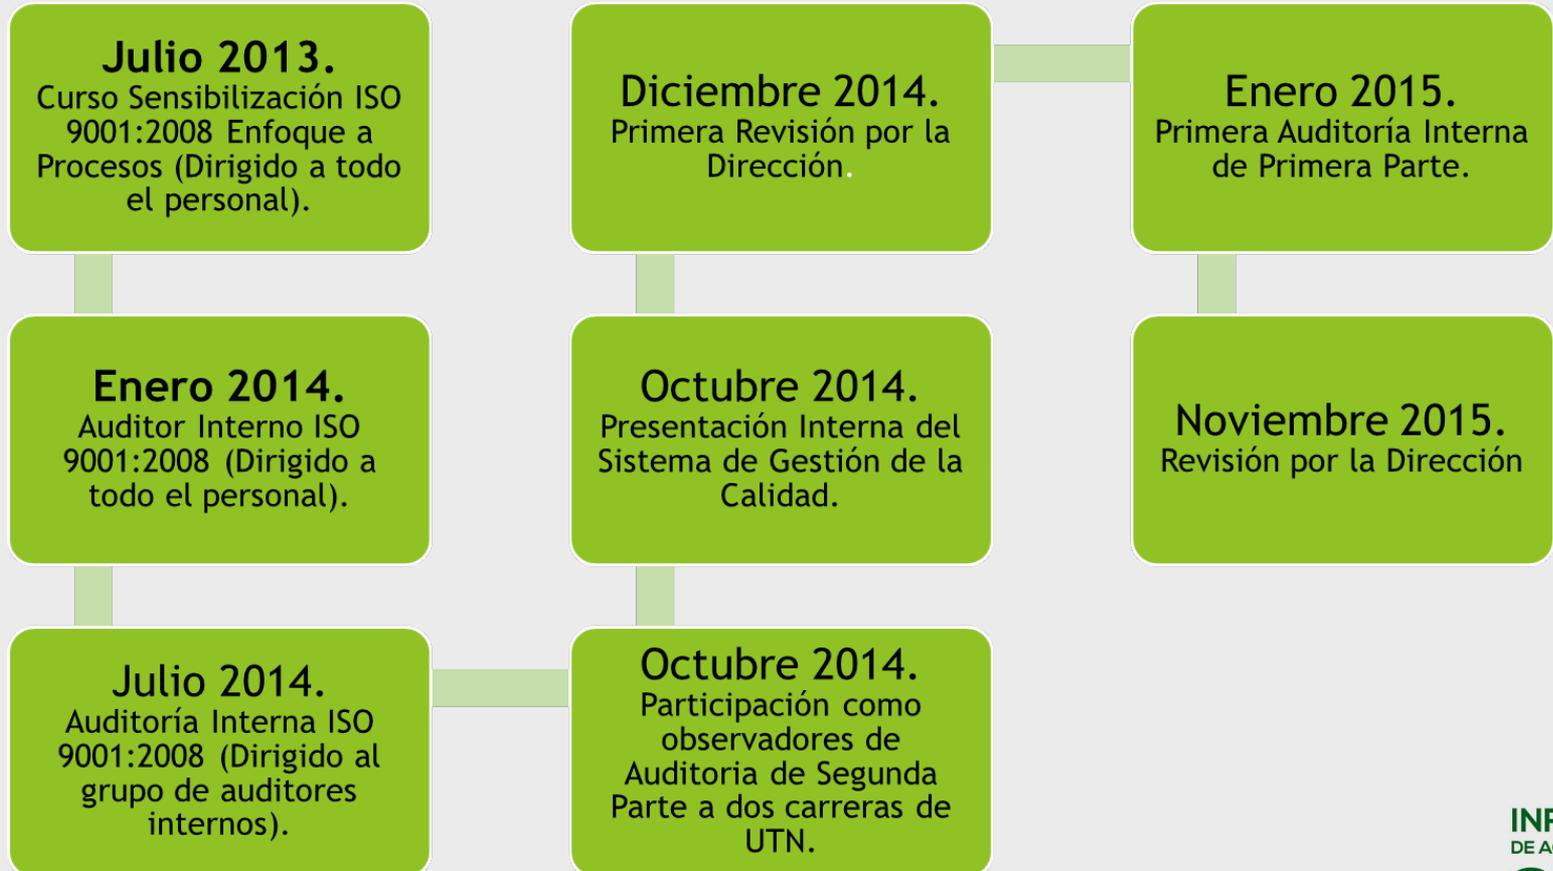 Julio 2013.
Curso Sensibilización ISO
9001:2008 Enfoque a
Procesos (Dirigido a todo
el personal).
Enero 2014.
Auditor Interno ISO
9001:2008 (Dirigido a
todo el personal).
Julio 2014.
Auditoría Interna ISO
9001:2008 (Dirigido al
grupo de auditores
internos).
Octubre 2014.
Participación como
observadores de
Auditoria de Segunda
Parte a dos carreras de
UTN.
Octubre 2014.
Presentación Interna del
Sistema de Gestión de la
Calidad.
Diciembre 2014.
Primera Revisión por la
Dirección.
Enero 2015.
Primera Auditoría Interna
de Primera Parte.
Noviembre 2015.
Revisión por la Dirección